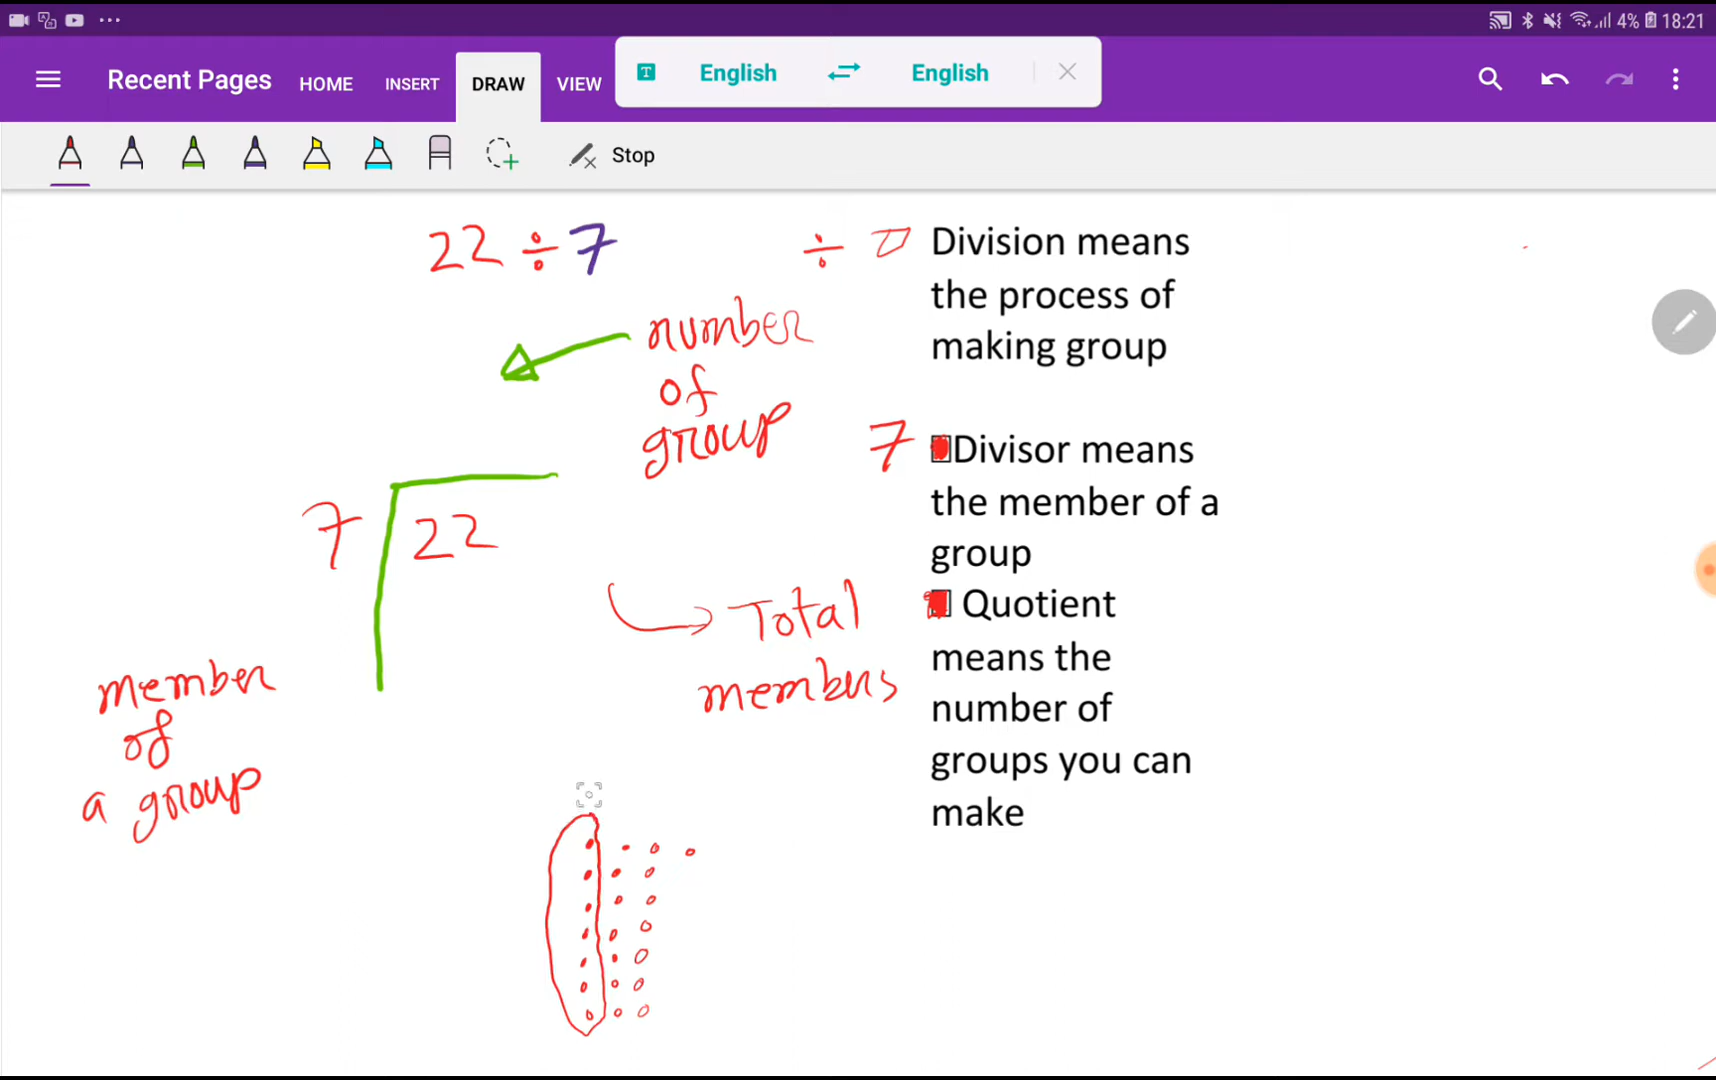 4% 18:21
Recent Pages HOME INSERT DRAW VIEW English English
Stop
22 ÷ 7
number
of
group
7 22
Total
members
member
of
a group
÷
Division means
the process of
making group
7
Divisor means
the member of a
group
Quotient
means the
number of
groups you can
make